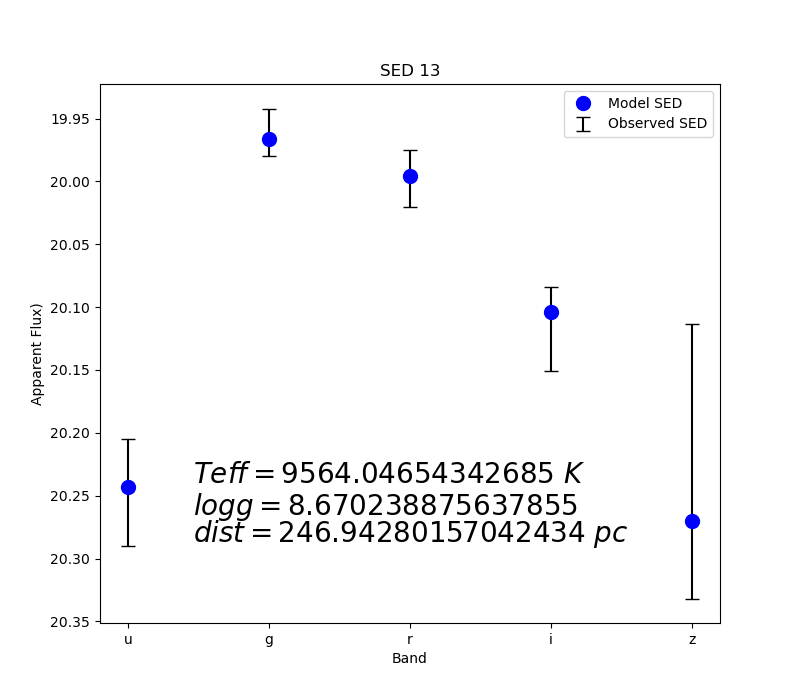 SED 13
Model SED
Observed SED
19.95
20.00
20.05
20.10
20.15
20.20
20.25
20.30
20.35
Apparent Flux)
Teff = 9564.04654342685 K
logg = 8.670238875637855
dist = 246.94280157042434 pc
u g r i z
Band